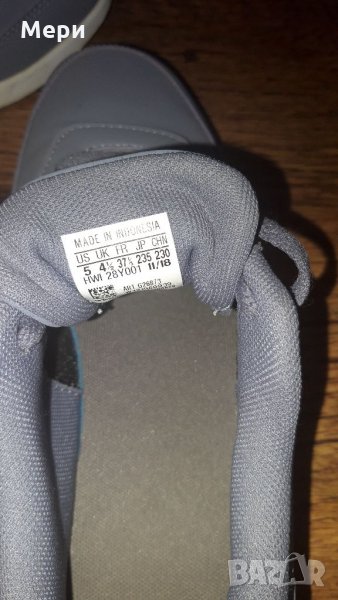 Мери
MADE IN INDONESIA
US UK FR JP CHN
5 4½ 37⅓ 235 230
HWI 28Y001 11/18
BAZAR